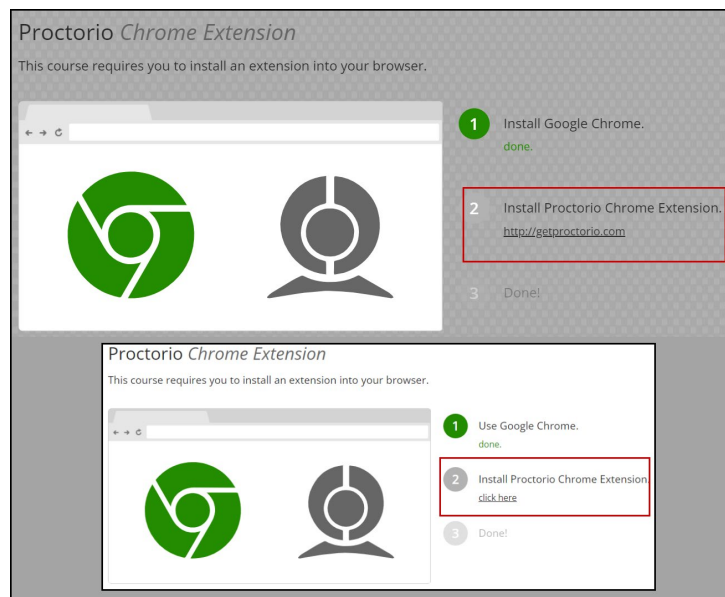 Proctorio Chrome Extension
This course requires you to install an extension into your browser.
1 Install Google Chrome.
done.
2 Install Proctorio Chrome Extension.
http://getproctorio.com
3 Done!
Proctorio Chrome Extension
This course requires you to install an extension into your browser.
1 Use Google Chrome.
done.
2 Install Proctorio Chrome Extension.
click here
3 Done!